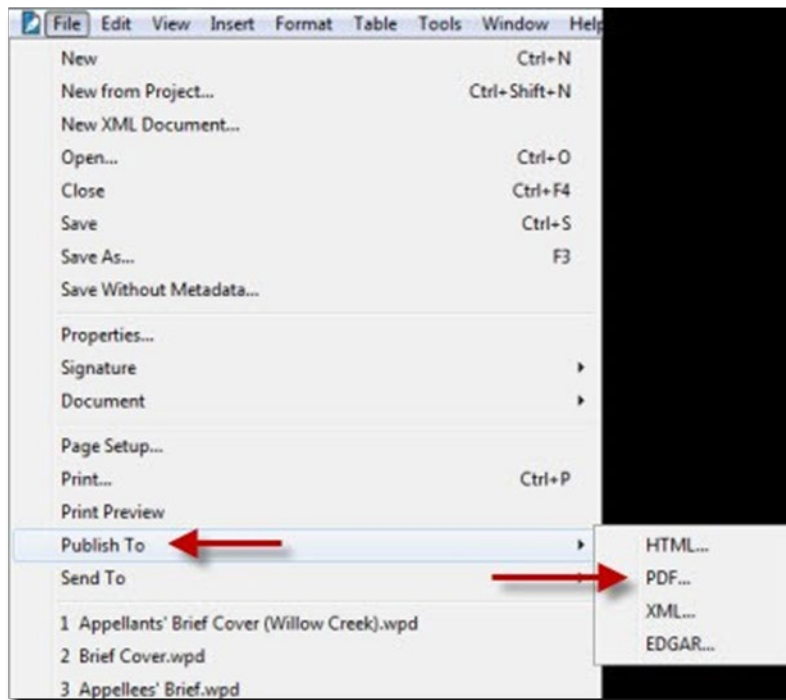 File Edit View Insert Format Table Tools Window Help
New Ctrl+N
New from Project... Ctrl+Shift+N
New XML Document...
Open... Ctrl+O
Close Ctrl+F4
Save Ctrl+S
Save As... F3
Save Without Metadata...
Properties...
Signature
Document
Page Setup...
Print... Ctrl+P
Print Preview
Publish To
Send To
HTML...
PDF...
XML...
EDGAR...
1 Appellants' Brief Cover (Willow Creek).wpd
2 Brief Cover.wpd
3 Appellees' Brief.wpd